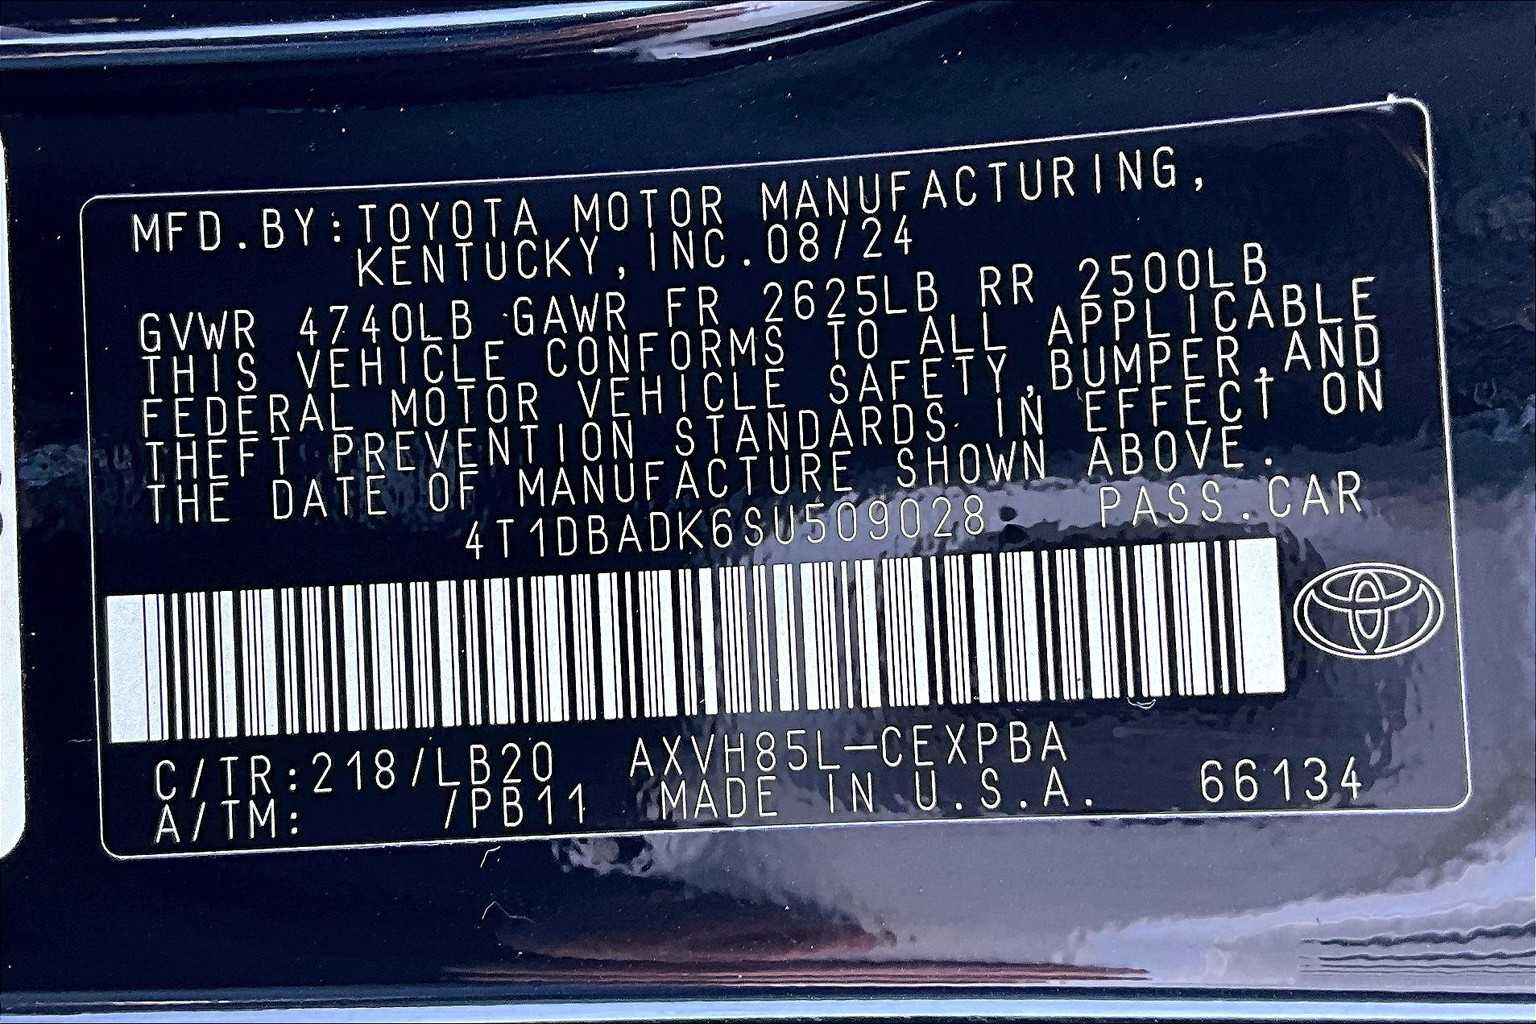 MFD.BY:TOYOTA MOTOR MANUFACTURING,
KENTUCKY,INC.08/24
GVWR 4740LB GAWR FR 2625LB RR 2500LB
THIS VEHICLE CONFORMS TO ALL APPLICABLE
FEDERAL MOTOR VEHICLE SAFETY,BUMPER,AND
THEFT PREVENTION STANDARDS IN EFFECT ON
THE DATE OF MANUFACTURE SHOWN ABOVE.
4T1DBADK6SU509028 PASS.CAR
C/TR:218/LB20 AXVH85L-CEXPBA
A/TM: /PB11 MADE IN U.S.A. 66134